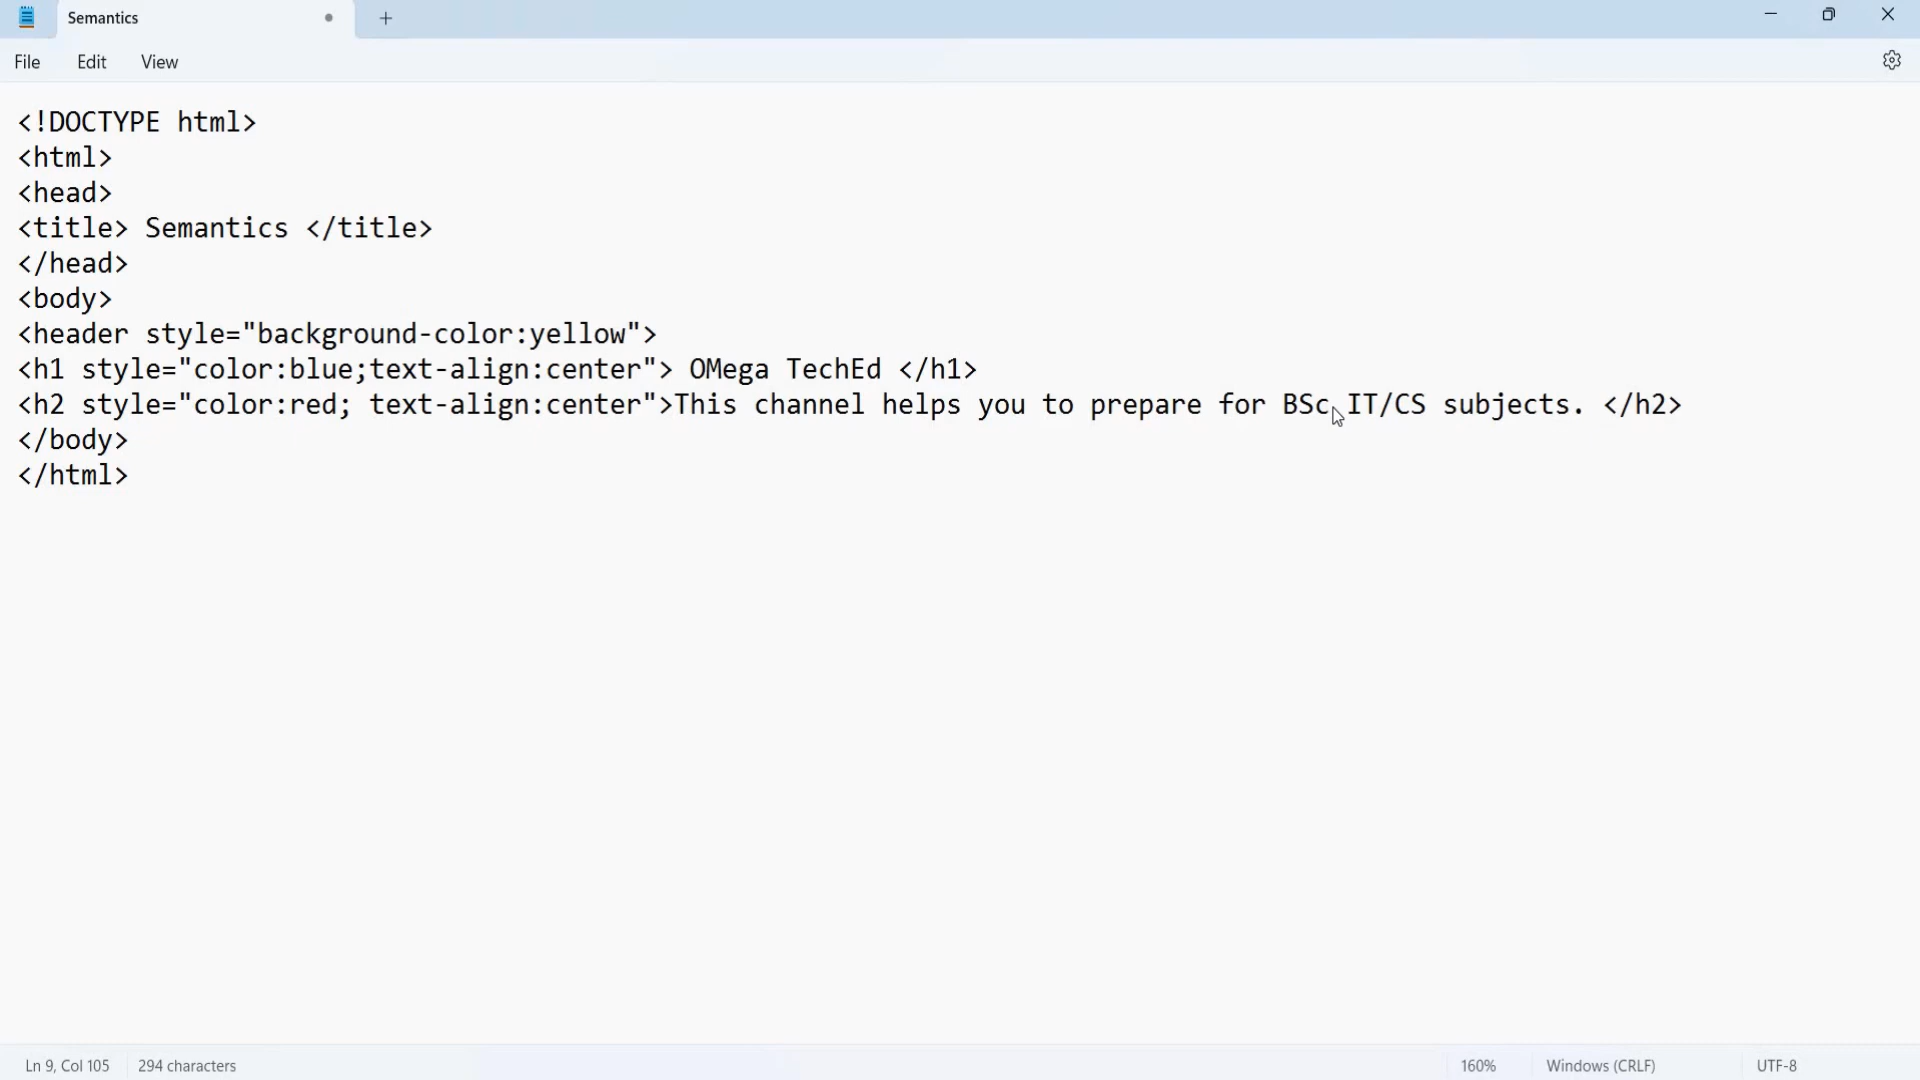 Semantics
File Edit View
<!DOCTYPE html>
<html>
<head>
<title> Semantics </title>
</head>
<body>
<header style="background-color:yellow">
<h1 style="color:blue;text-align:center"> OMega TechEd </h1>
<h2 style="color:red; text-align:center">This channel helps you to prepare for BSc IT/CS subjects. </h2>
</body>
</html>
Ln 9, Col 105 294 characters 160% Windows (CRLF) UTF-8